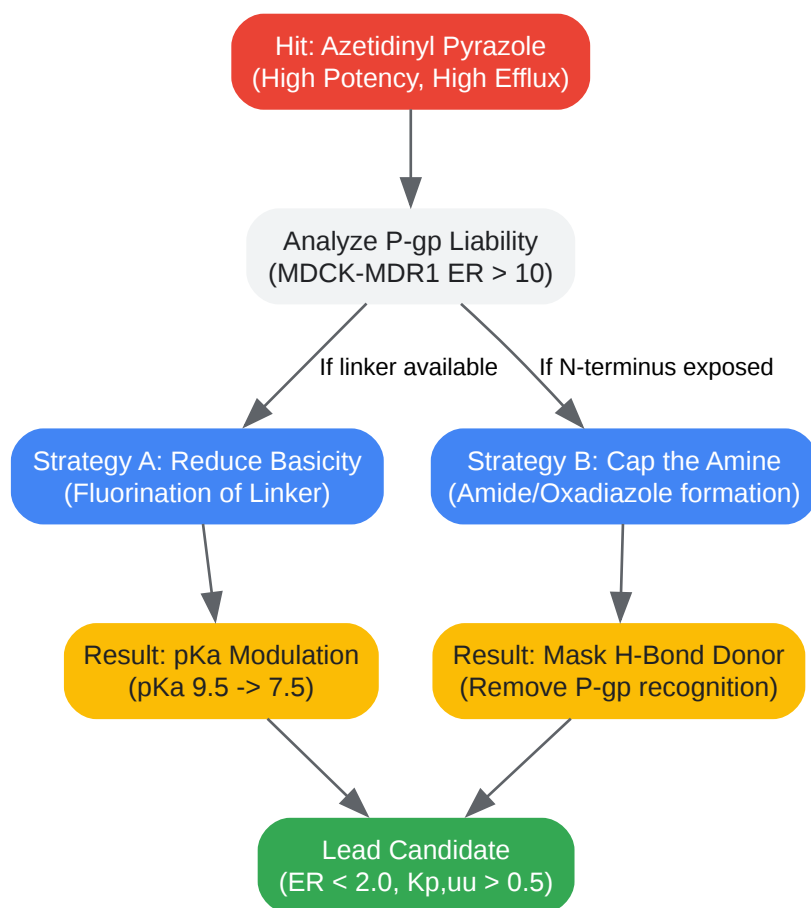 Hit: Azetidinyl Pyrazole
(High Potency, High Efflux)
Analyze P-gp Liability
(MDCK-MDR1 ER > 10)
If linker available
If N-terminus exposed
Strategy A: Reduce Basicity
(Fluorination of Linker)
Strategy B: Cap the Amine
(Amide/Oxadiazole formation)
Result: pKa Modulation
(pKa 9.5 -> 7.5)
Result: Mask H-Bond Donor
(Remove P-gp recognition)
Lead Candidate
(ER < 2.0, Kp,uu > 0.5)